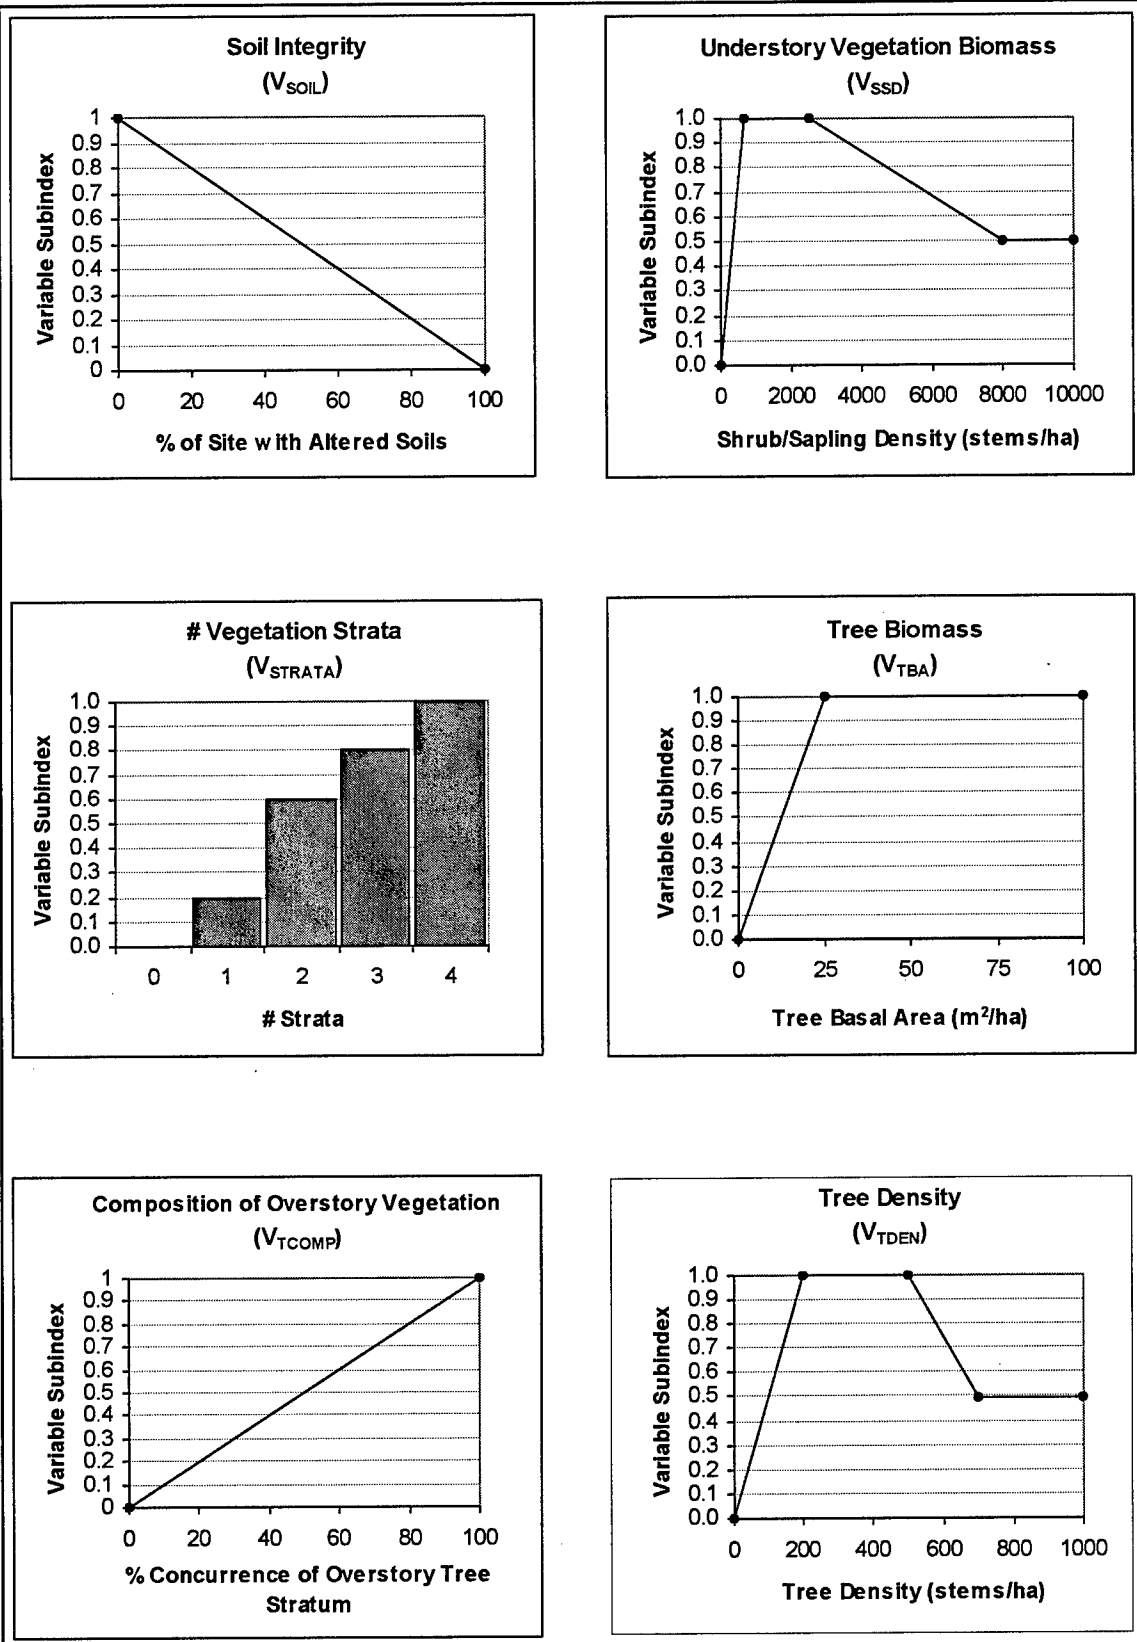 Soil Integrity
(VSOIL)
Variable Subindex
1
0.9
0.8
0.7
0.6
0.5
0.4
0.3
0.2
0.1
0
0 20 40 60 80 100
% of Site with Altered Soils
Understory Vegetation Biomass
(VSSD)
Variable Subindex
1.0
0.9
0.8
0.7
0.6
0.5
0.4
0.3
0.2
0.1
0.0
0 2000 4000 6000 8000 10000
Shrub/Sapling Density (stems/ha)
# Vegetation Strata
(VSTRATA)
Variable Subindex
1.0
0.9
0.8
0.7
0.6
0.5
0.4
0.3
0.2
0.1
0.0
0 1 2 3 4
# Strata
Tree Biomass
(VTBA)
Variable Subindex
1.0
0.9
0.8
0.7
0.6
0.5
0.4
0.3
0.2
0.1
0.0
0 25 50 75 100
Tree Basal Area (m²/ha)
Composition of Overstory Vegetation
(VTCOMP)
Variable Subindex
1
0.9
0.8
0.7
0.6
0.5
0.4
0.3
0.2
0.1
0
0 20 40 60 80 100
% Concurrence of Overstory Tree
Stratum
Tree Density
(VTDEN)
Variable Subindex
1.0
0.9
0.8
0.7
0.6
0.5
0.4
0.3
0.2
0.1
0.0
0 200 400 600 800 1000
Tree Density (stems/ha)